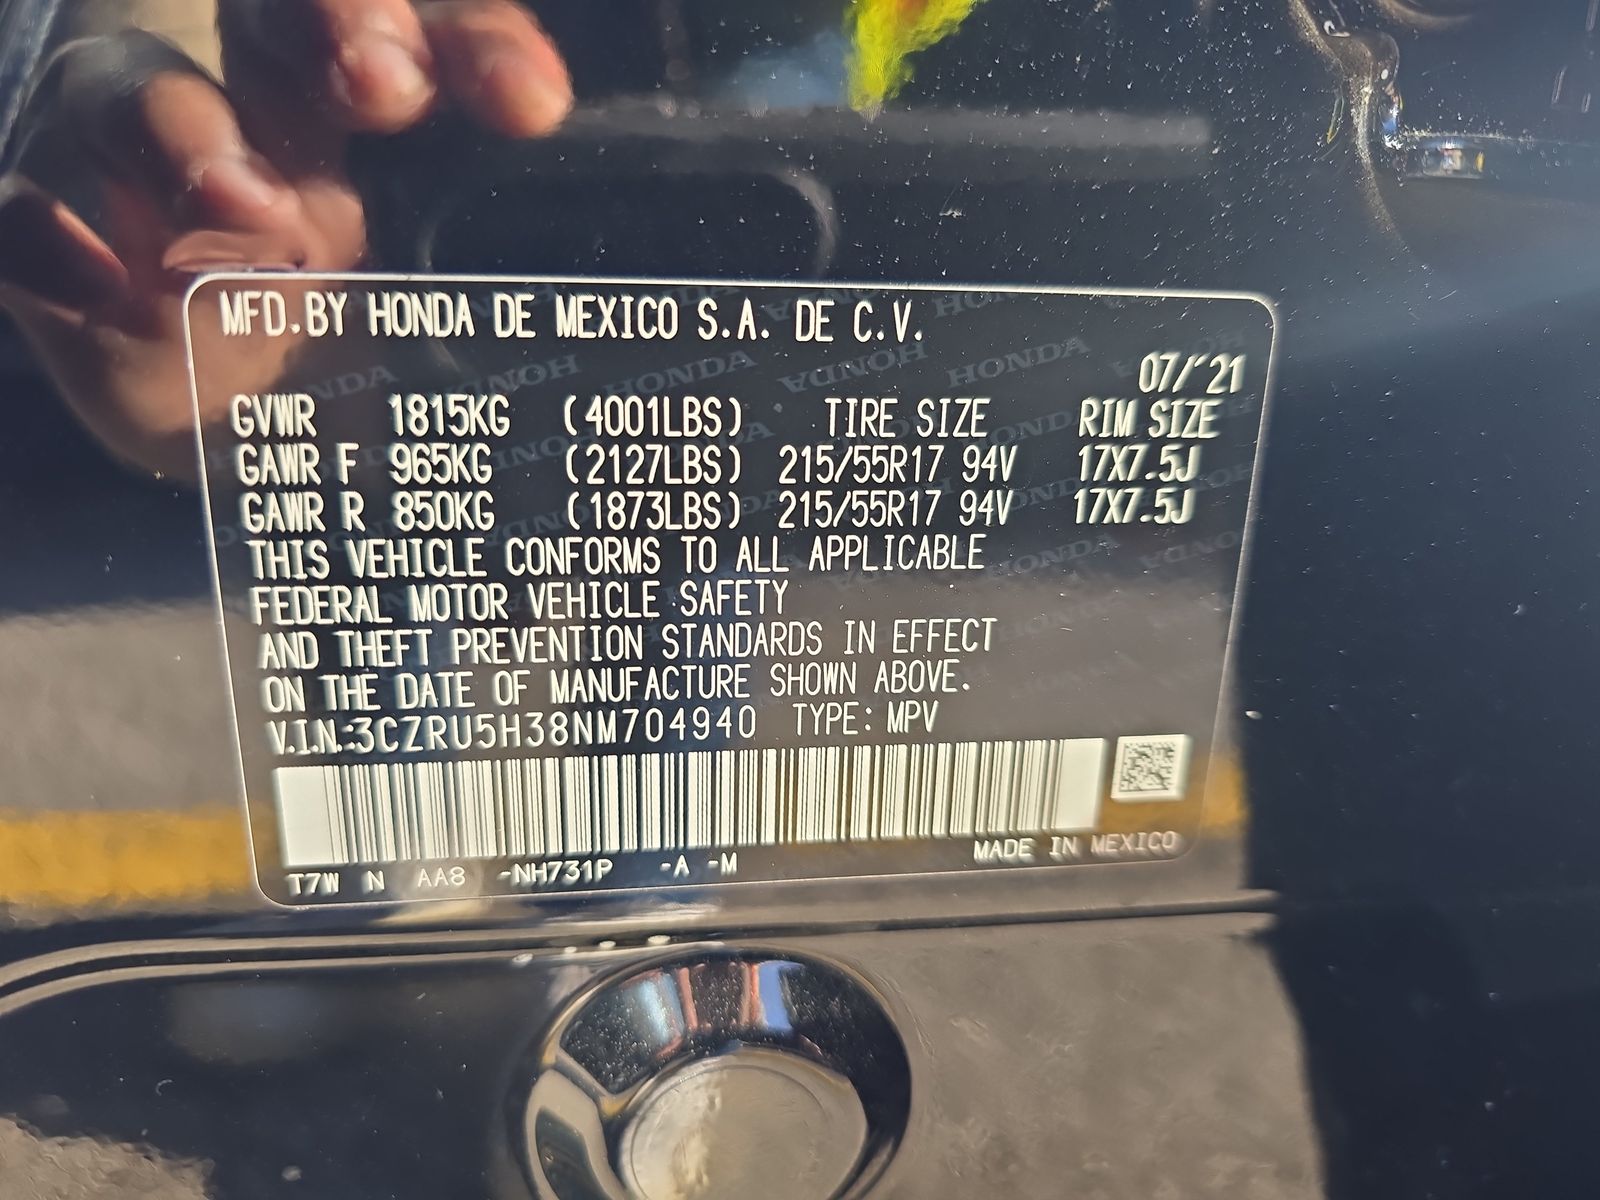 MFD.BY HONDA DE MEXICO S.A. DE C.V.
07/'21
GVWR 1815KG (4001LBS) TIRE SIZE RIM SIZE
GAWR F 965KG (2127LBS) 215/55R17 94V 17X7.5J
GAWR R 850KG (1873LBS) 215/55R17 94V 17X7.5J
THIS VEHICLE CONFORMS TO ALL APPLICABLE
FEDERAL MOTOR VEHICLE SAFETY
AND THEFT PREVENTION STANDARDS IN EFFECT
ON THE DATE OF MANUFACTURE SHOWN ABOVE.
V.I.N.:3CZRU5H38NM704940 TYPE: MPV
T7W N AA8 -NH731P -A -M MADE IN MEXICO